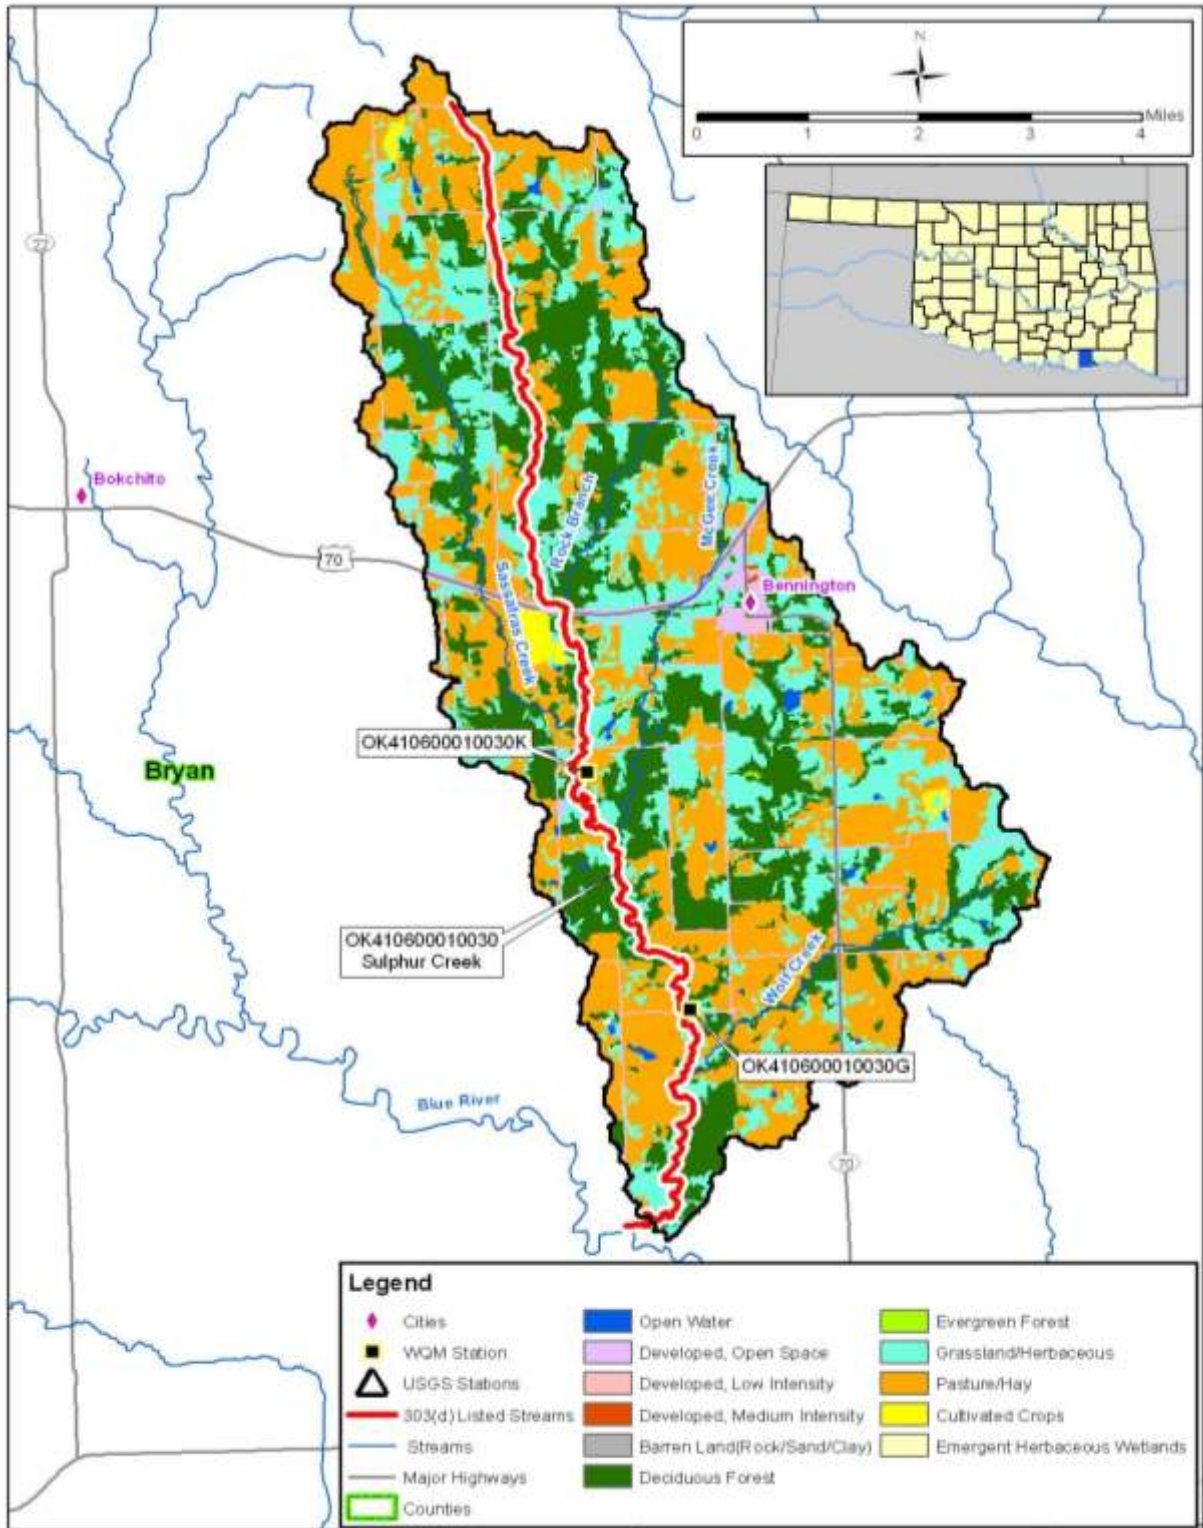 N
Miles
0 1 2 3 4
22
Bokchito
70
Rock Branch
McGee Creek
Sassafras Creek
Bennington
OK410600010030K
Bryan
OK410600010030
Sulphur Creek
Wolf Creek
OK410600010030G
Blue River
70
Legend
Cities
WQM Station
USGS Stations
303(d) Listed Streams
Streams
Major Highways
Counties
Open Water
Developed, Open Space
Developed, Low Intensity
Developed, Medium Intensity
Barren Land(Rock/Sand/Clay)
Deciduous Forest
Evergreen Forest
Grassland/Herbaceous
Pasture/Hay
Cultivated Crops
Emergent Herbaceous Wetlands